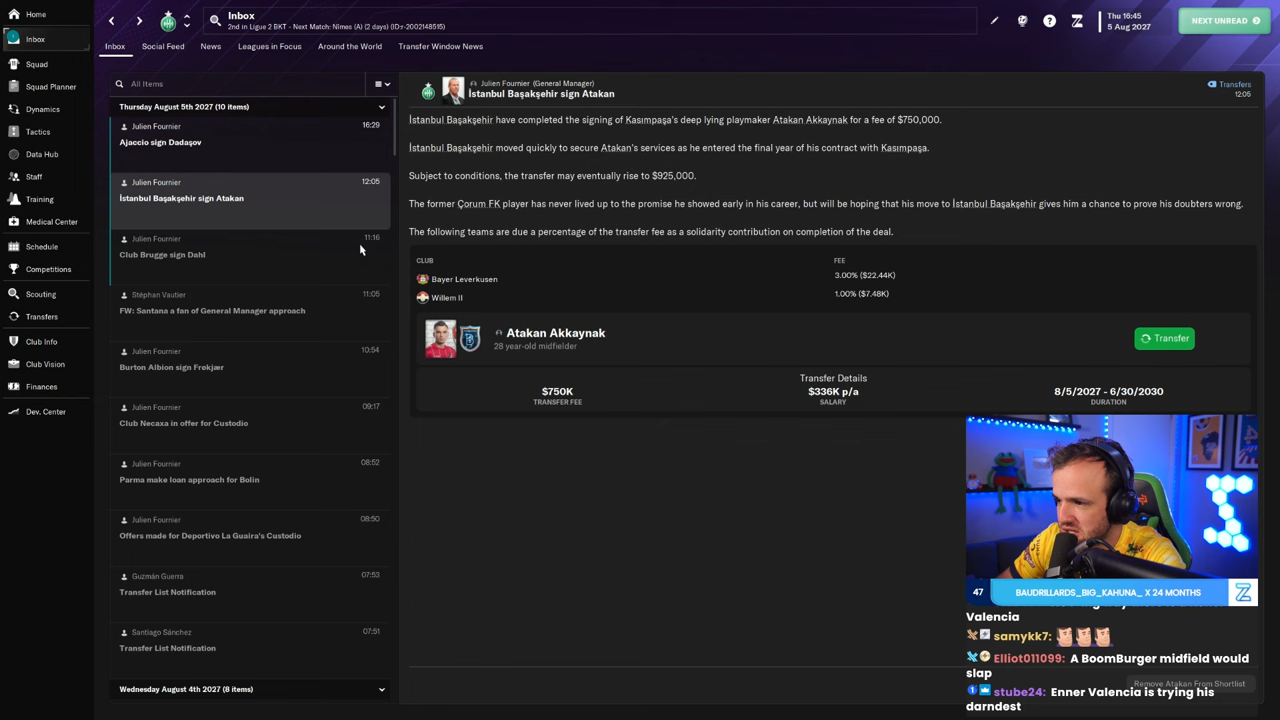 Home
Inbox
Squad
Squad Planner
Dynamics
Tactics
Data Hub
Staff
Training
Medical Center
Schedule
Competitions
Scouting
Transfers
Club Info
Club Vision
Finances
Dev. Center
Inbox
2nd in Ligue 2 BKT - Next Match: Nîmes (A) (2 days) (ID:r-2002148515)
Thu 16:45
5 Aug 2027
NEXT UNREAD
Inbox
Social Feed
News
Leagues in Focus
Around the World
Transfer Window News
All Items
Thursday August 5th 2027 (10 items)
Julien Fournier 16:29
Ajaccio sign Dadaşov
Julien Fournier 12:05
İstanbul Başakşehir sign Atakan
Julien Fournier 11:16
Club Brugge sign Dahl
Stéphan Vautier 11:05
FW: Santana a fan of General Manager approach
Julien Fournier 10:54
Burton Albion sign Frøkjær
Julien Fournier 09:17
Club Necaxa in offer for Custodio
Julien Fournier 08:52
Parma make loan approach for Bolin
Julien Fournier 08:50
Offers made for Deportivo La Guaira's Custodio
Guzmán Guerra 07:53
Transfer List Notification
Santiago Sánchez 07:51
Transfer List Notification
Wednesday August 4th 2027 (8 items)
Julien Fournier (General Manager)
İstanbul Başakşehir sign Atakan
Transfers
12:05
İstanbul Başakşehir have completed the signing of Kasımpaşa's deep lying playmaker Atakan Akkaynak for a fee of $750,000.
İstanbul Başakşehir moved quickly to secure Atakan's services as he entered the final year of his contract with Kasımpaşa.
Subject to conditions, the transfer may eventually rise to $925,000.
The former Çorum FK player has never lived up to the promise he showed early in his career, but will be hoping that his move to İstanbul Başakşehir gives him a chance to prove his doubters wrong.
The following teams are due a percentage of the transfer fee as a solidarity contribution on completion of the deal.
CLUB FEE
Bayer Leverkusen 3.00% ($22.44K)
Willem II 1.00% ($7.48K)
Atakan Akkaynak
28 year-old midfielder
Transfer
Transfer Details
$750K $336K p/a 8/5/2027 - 6/30/2030
TRANSFER FEE SALARY DURATION
47 BAUDRILLARDS_BIG_KAHUNA_ X 24 MONTHS
Valencia
samykk7:
Elliot011099: A BoomBurger midfield would
slap
Remove Atakan From Shortlist
stube24: Enner Valencia is trying his
darndest